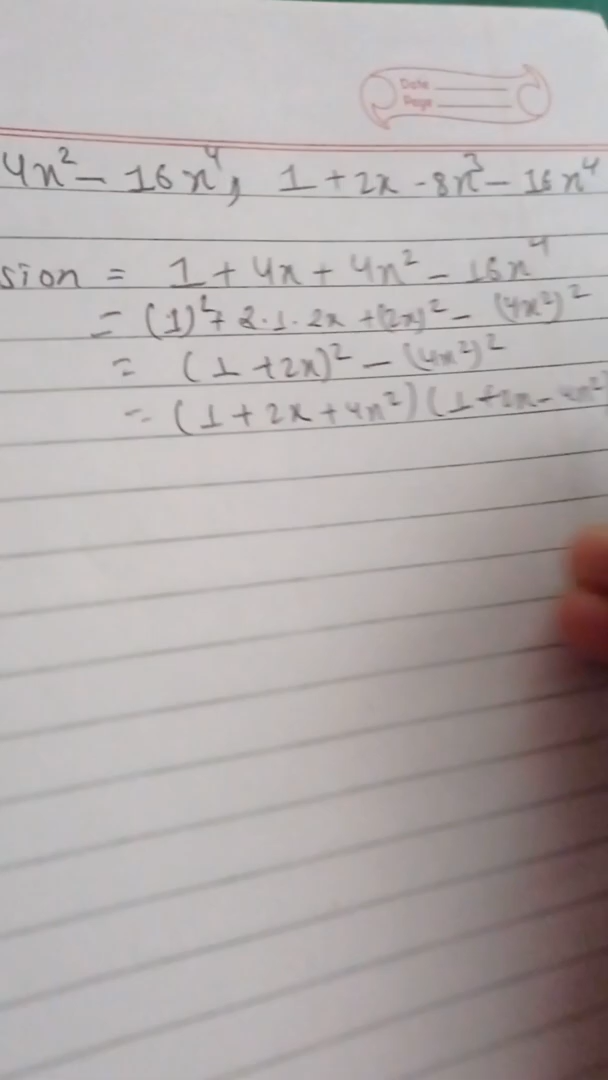 Date
Page
4x² - 16x⁴, 1 + 2x - 8x³ - 16x⁴
sion = 1 + 4x + 4x² - 16x⁴
= (1)² + 2·1·2x + (2x)² - (4x²)²
= (1 + 2x)² - (4x²)²
= (1 + 2x + 4x²) (1 + 2x - 4x²)